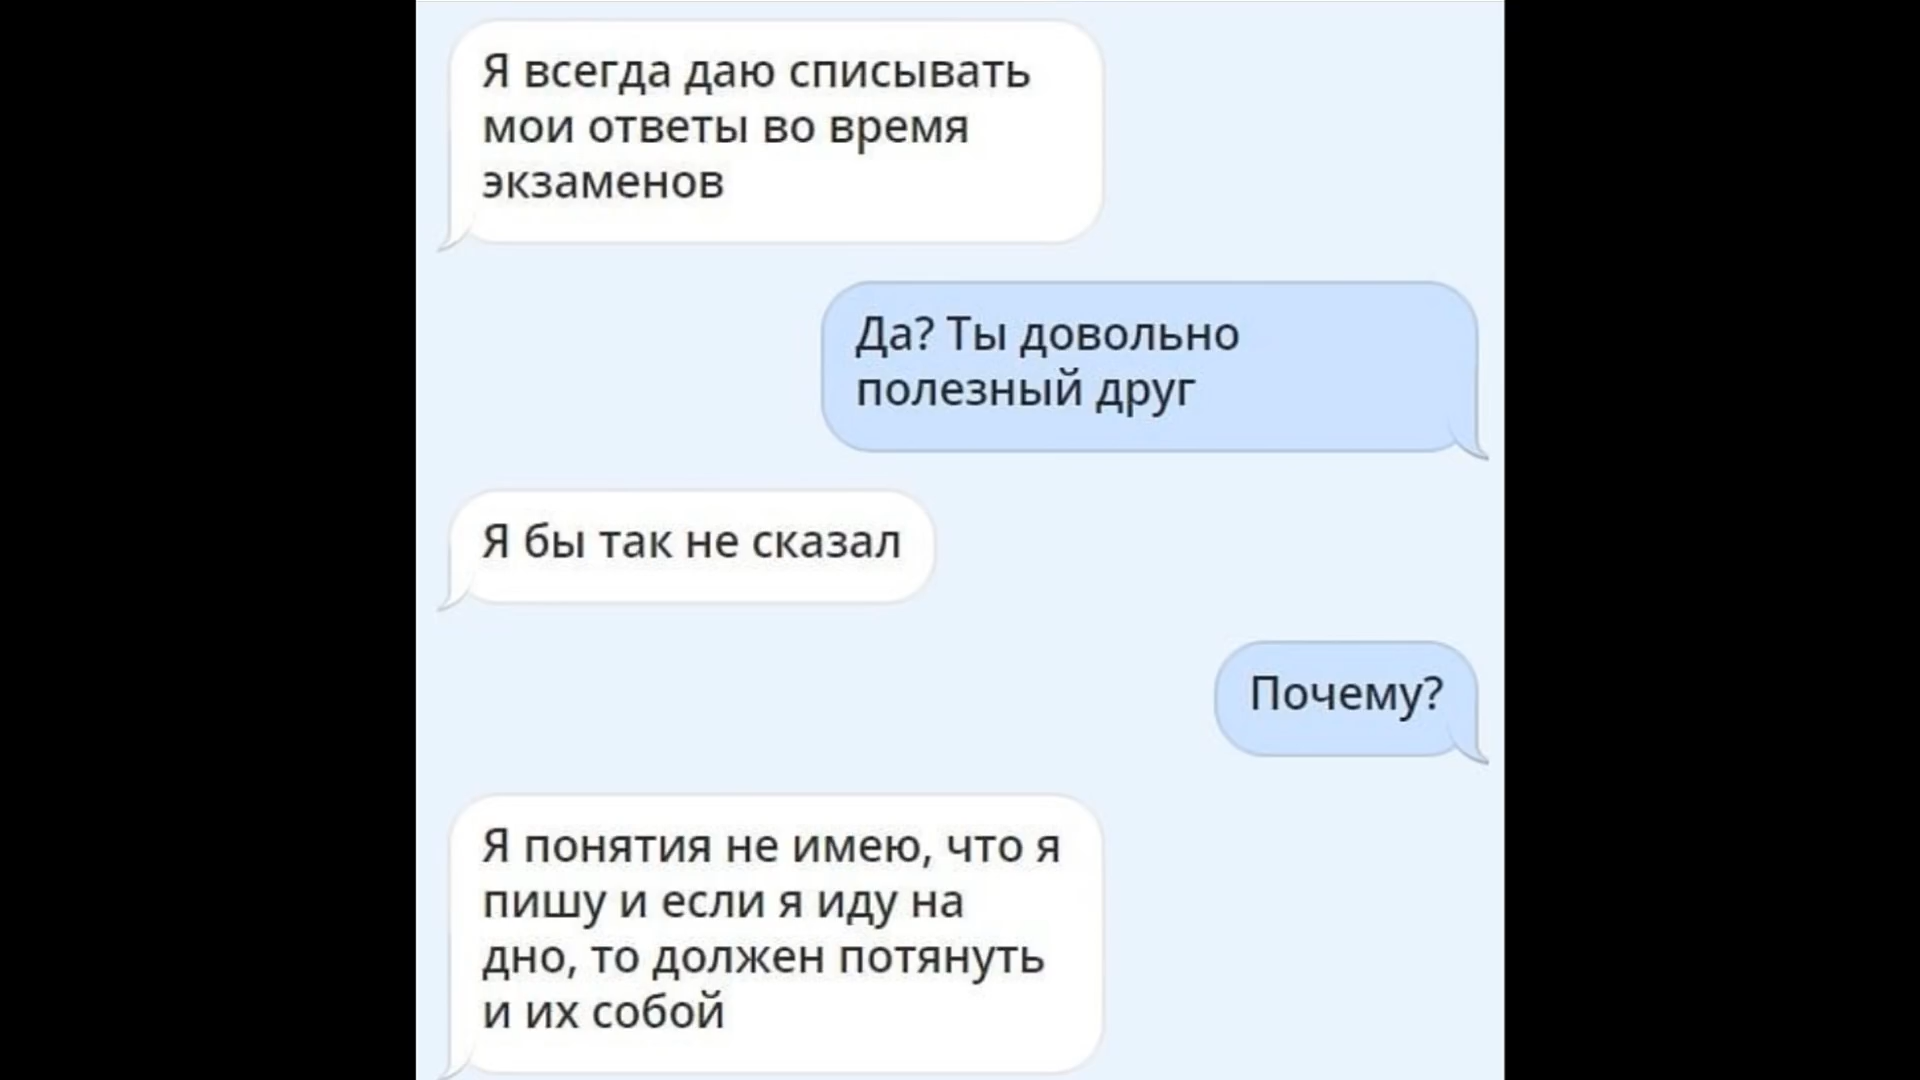 Я всегда даю списывать
мои ответы во время
экзаменов
Да? Ты довольно
полезный друг
Я бы так не сказал
Почему?
Я понятия не имею, что я
пишу и если я иду на
дно, то должен потянуть
и их собой